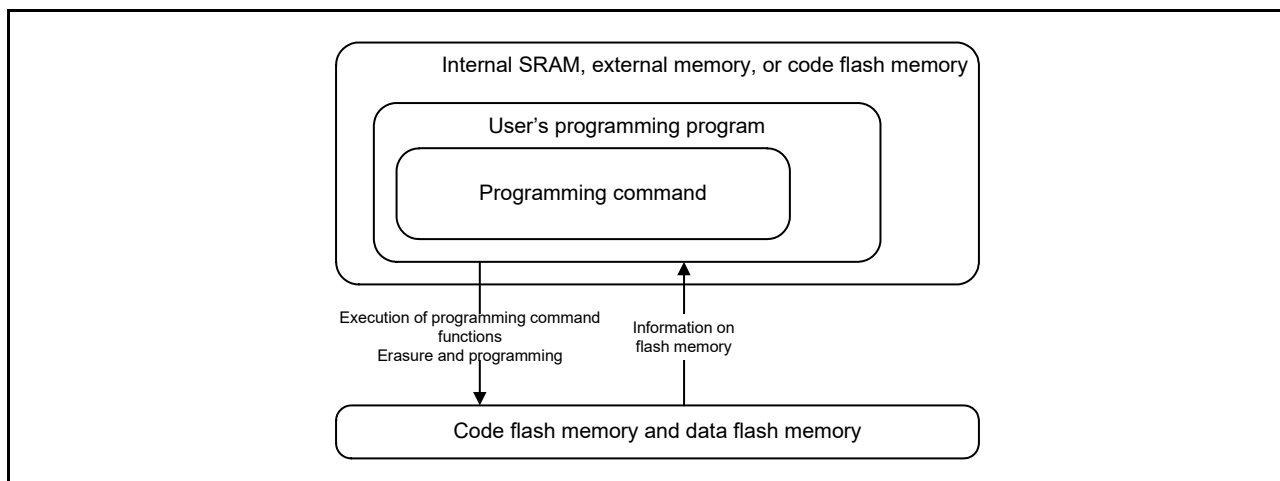 Internal SRAM, external memory, or code flash memory
User’s programming program
Programming command
Execution of programming command
functions
Erasure and programming
Information on
flash memory
Code flash memory and data flash memory